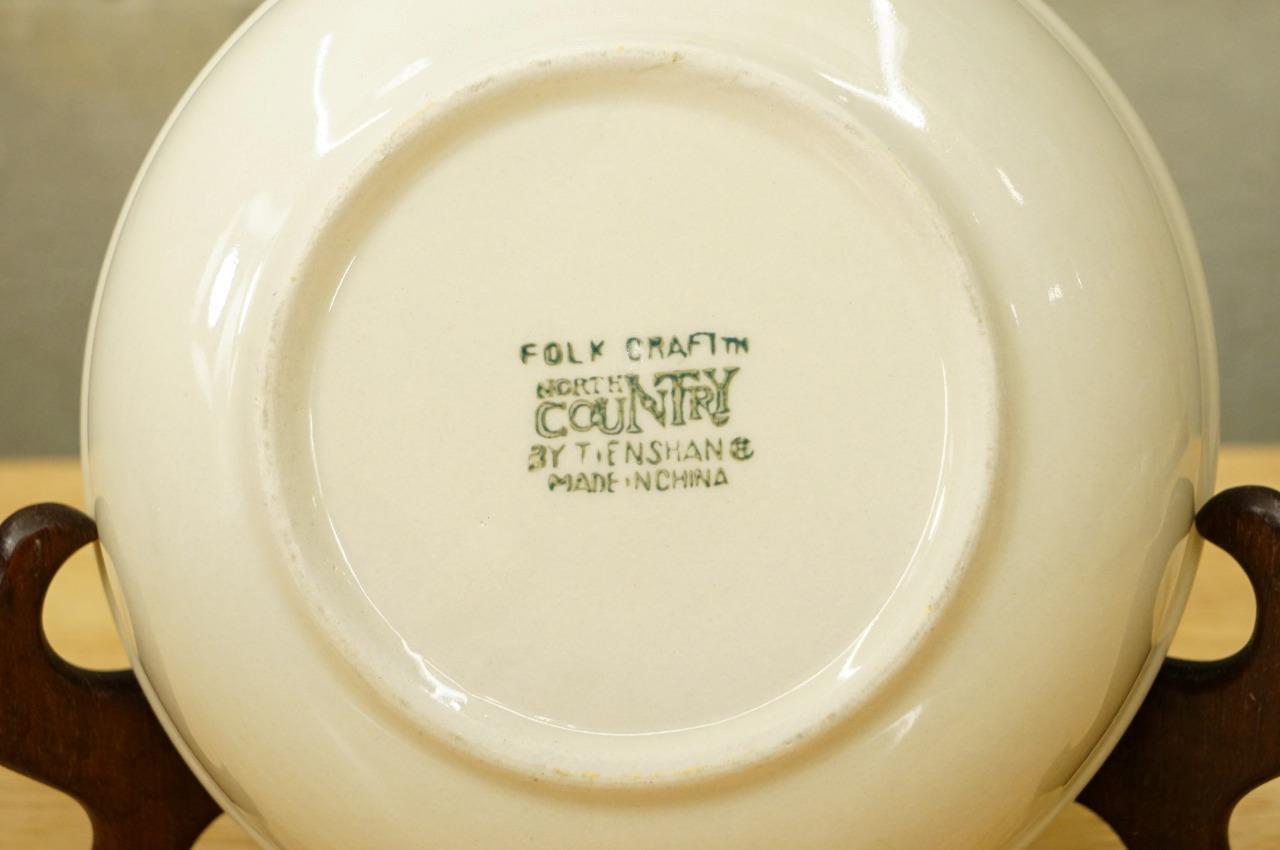 FOLK CRAFT™
NORTH
COUNTRY
BY TIENSHAN ®
MADE IN CHINA